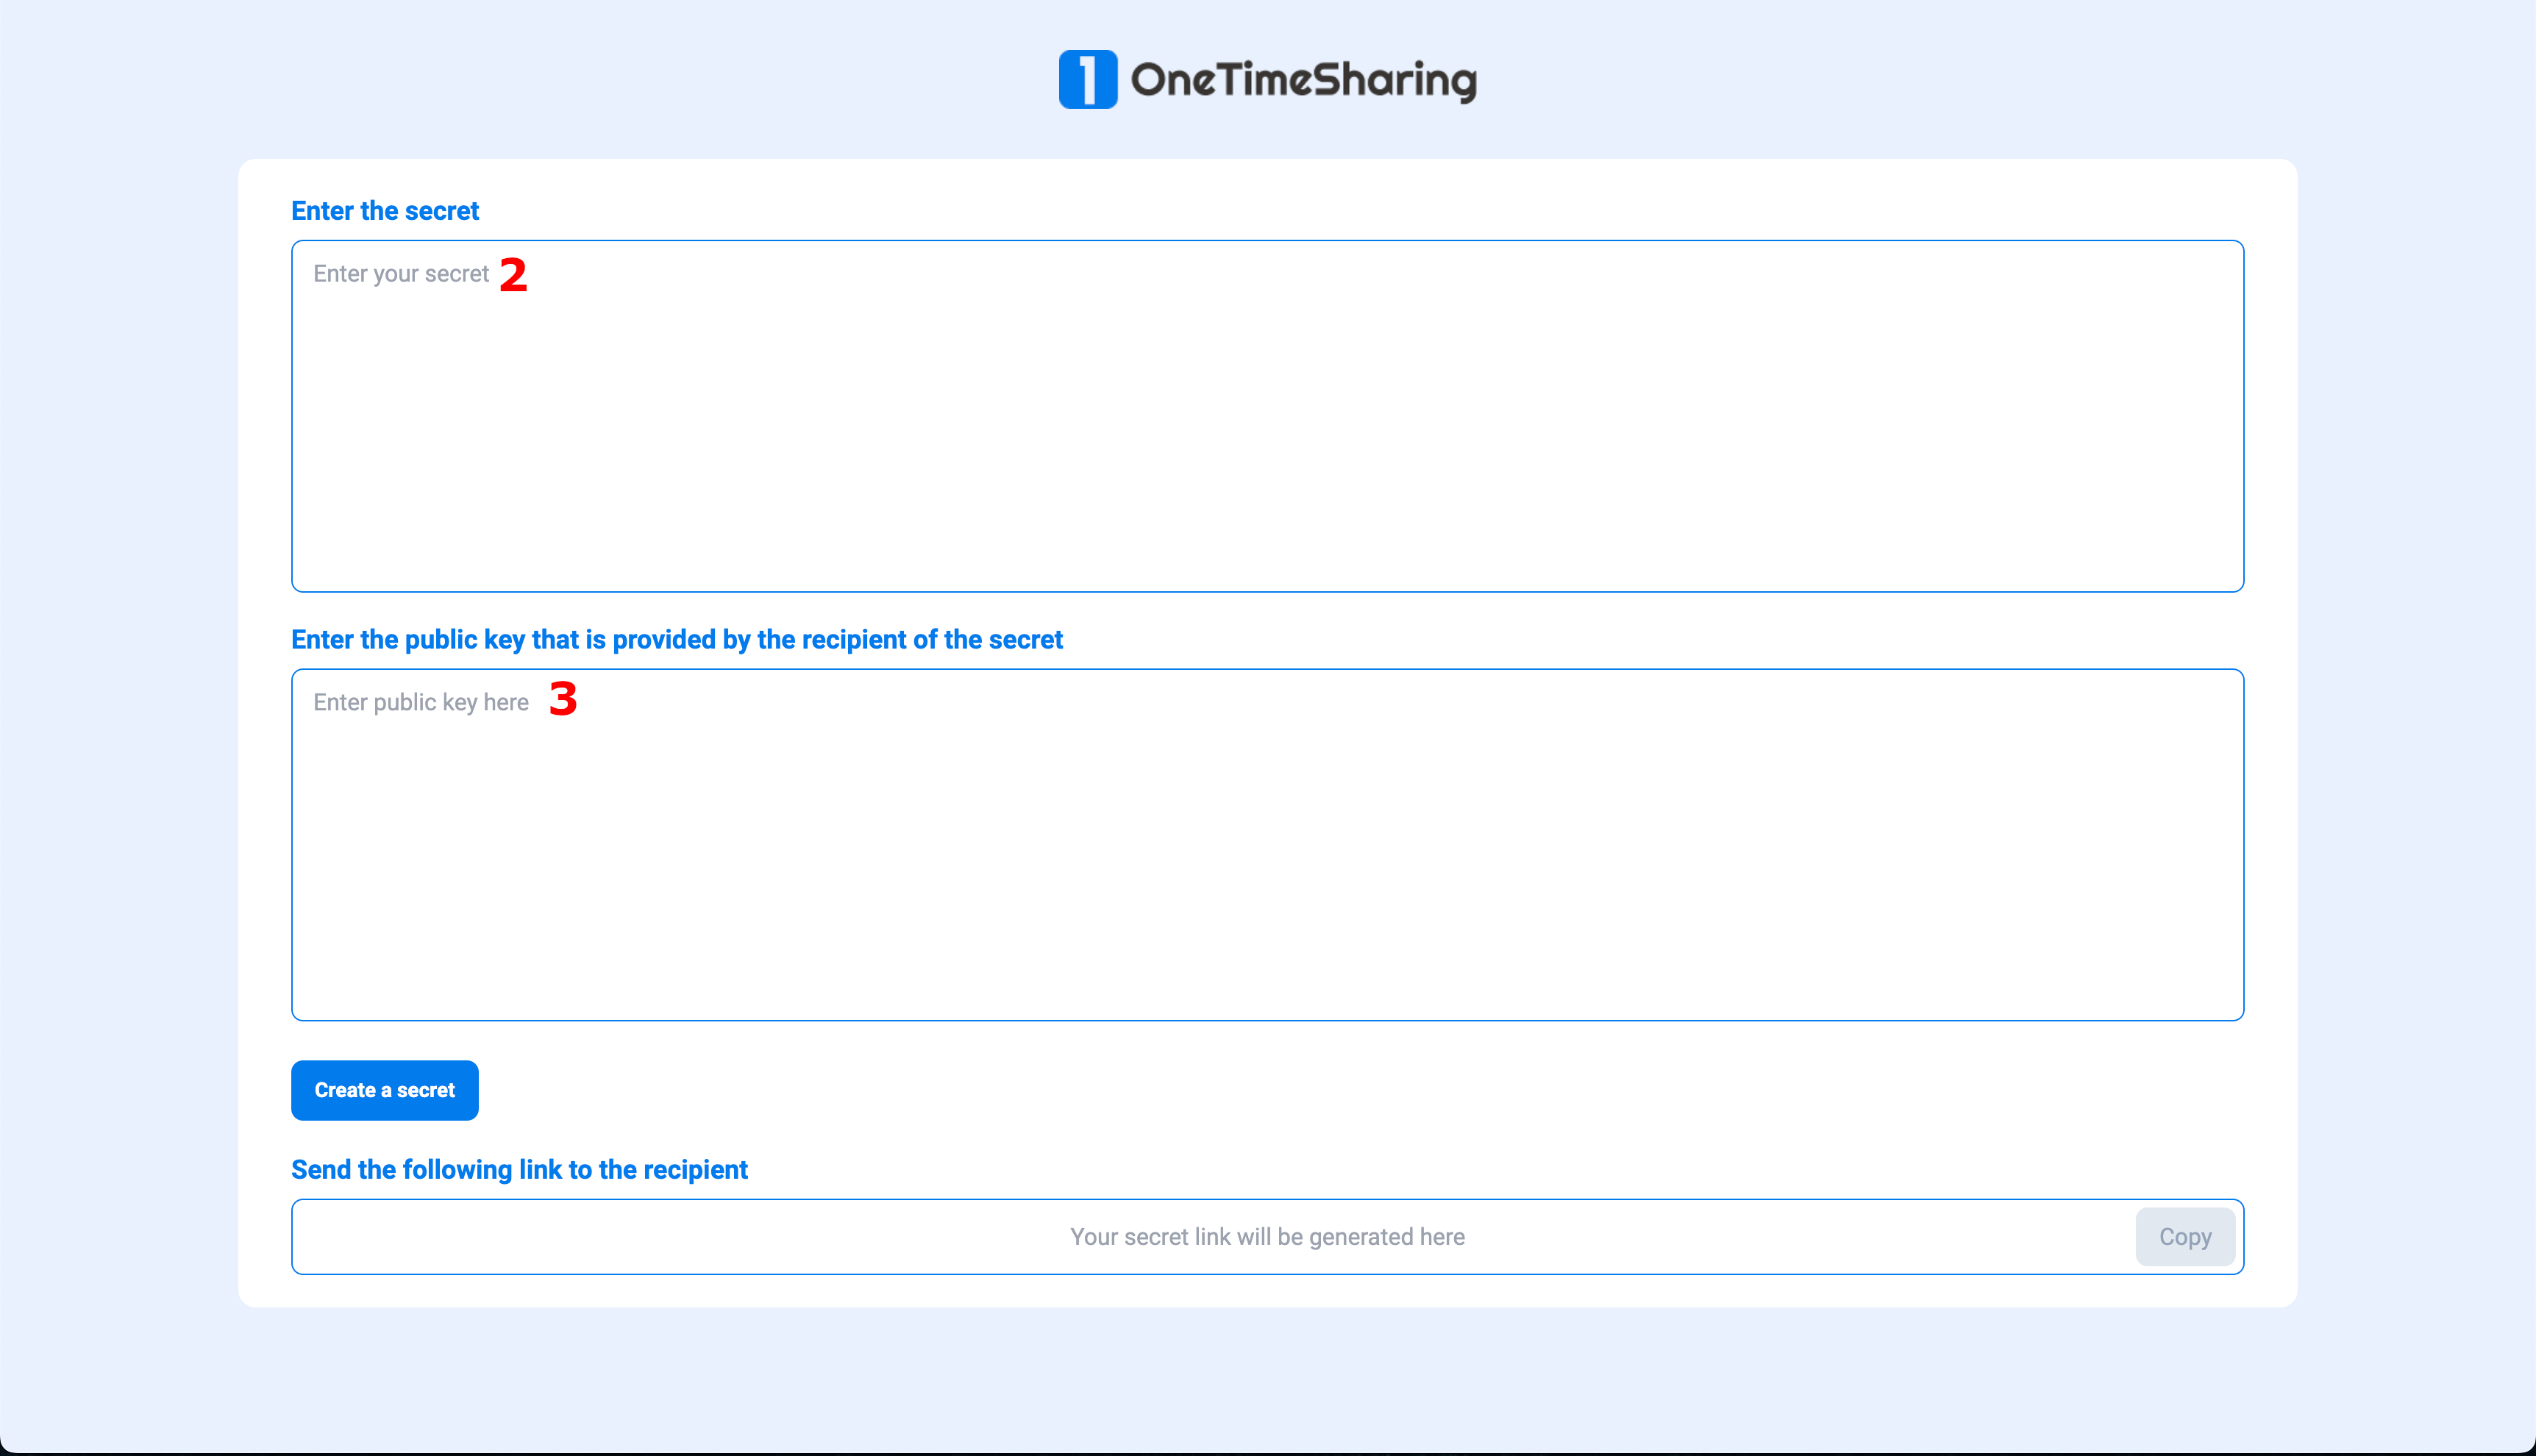 1 OneTimeSharing
Enter the secret
Enter your secret 2
Enter the public key that is provided by the recipient of the secret
Enter public key here 3
Create a secret
Send the following link to the recipient
Your secret link will be generated here Copy